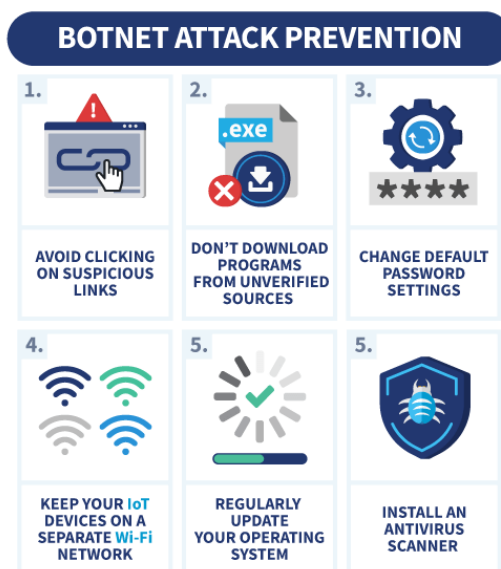 BOTNET ATTACK PREVENTION
1.
2.
.exe
3.
****
AVOID CLICKING
ON SUSPICIOUS
LINKS
DON'T DOWNLOAD
PROGRAMS
FROM UNVERIFIED
SOURCES
CHANGE DEFAULT
PASSWORD
SETTINGS
4.
5.
5.
KEEP YOUR IoT
DEVICES ON A
SEPARATE Wi-Fi
NETWORK
REGULARLY
UPDATE
YOUR OPERATING
SYSTEM
INSTALL AN
ANTIVIRUS
SCANNER